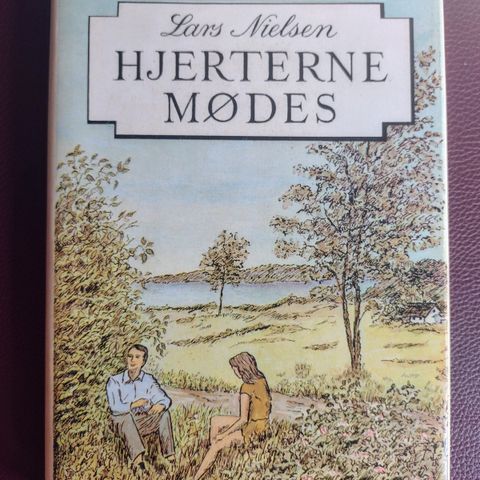 Lars Nielsen
HJERTERNE
MØDES